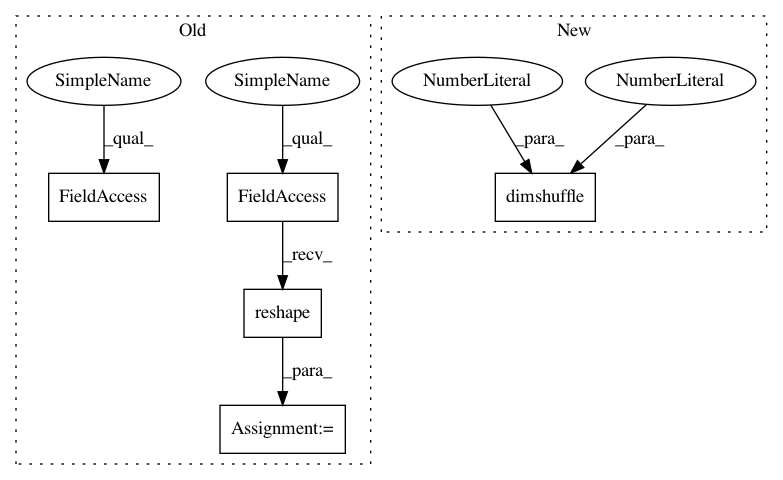 Old
New
SimpleName
SimpleName
NumberLiteral
NumberLiteral
_qual_
_qual_
_para_
_para_
FieldAccess
FieldAccess
dimshuffle
_recv_
reshape
_para_
Assignment:=